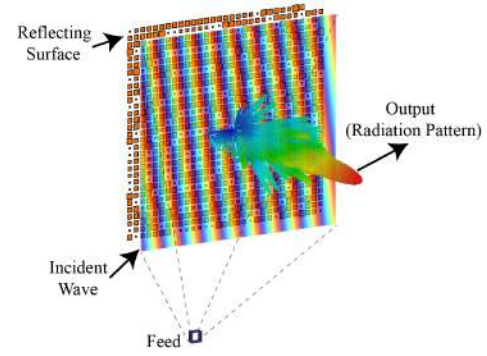 Reflecting
Surface
Output
(Radiation Pattern)
Incident
Wave
Feed